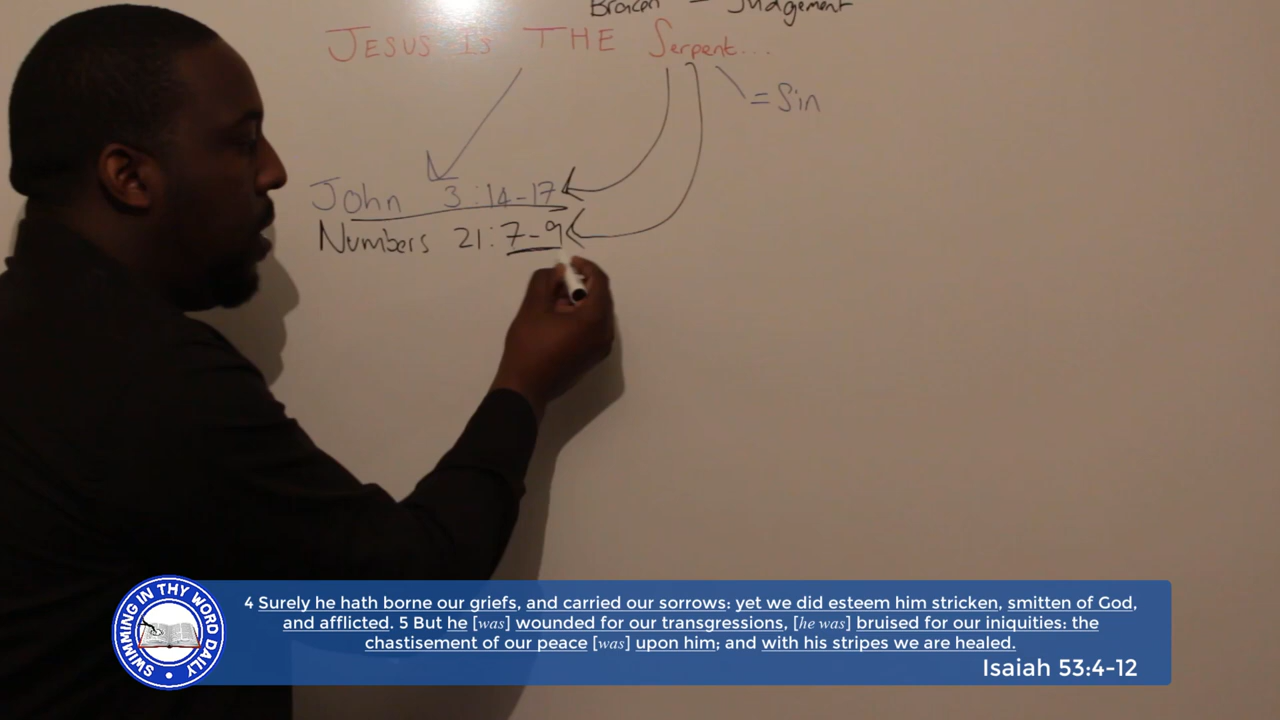 Brazen — Judgement
JESUS IS THE Serpent...
= Sin
John 3:14-17
Numbers 21:7-9
SWIMMING IN THY WORD DAILY
4 Surely he hath borne our griefs, and carried our sorrows: yet we did esteem him stricken, smitten of God,
and afflicted. 5 But he [was] wounded for our transgressions, [he was] bruised for our iniquities: the
chastisement of our peace [was] upon him; and with his stripes we are healed.
Isaiah 53:4-12